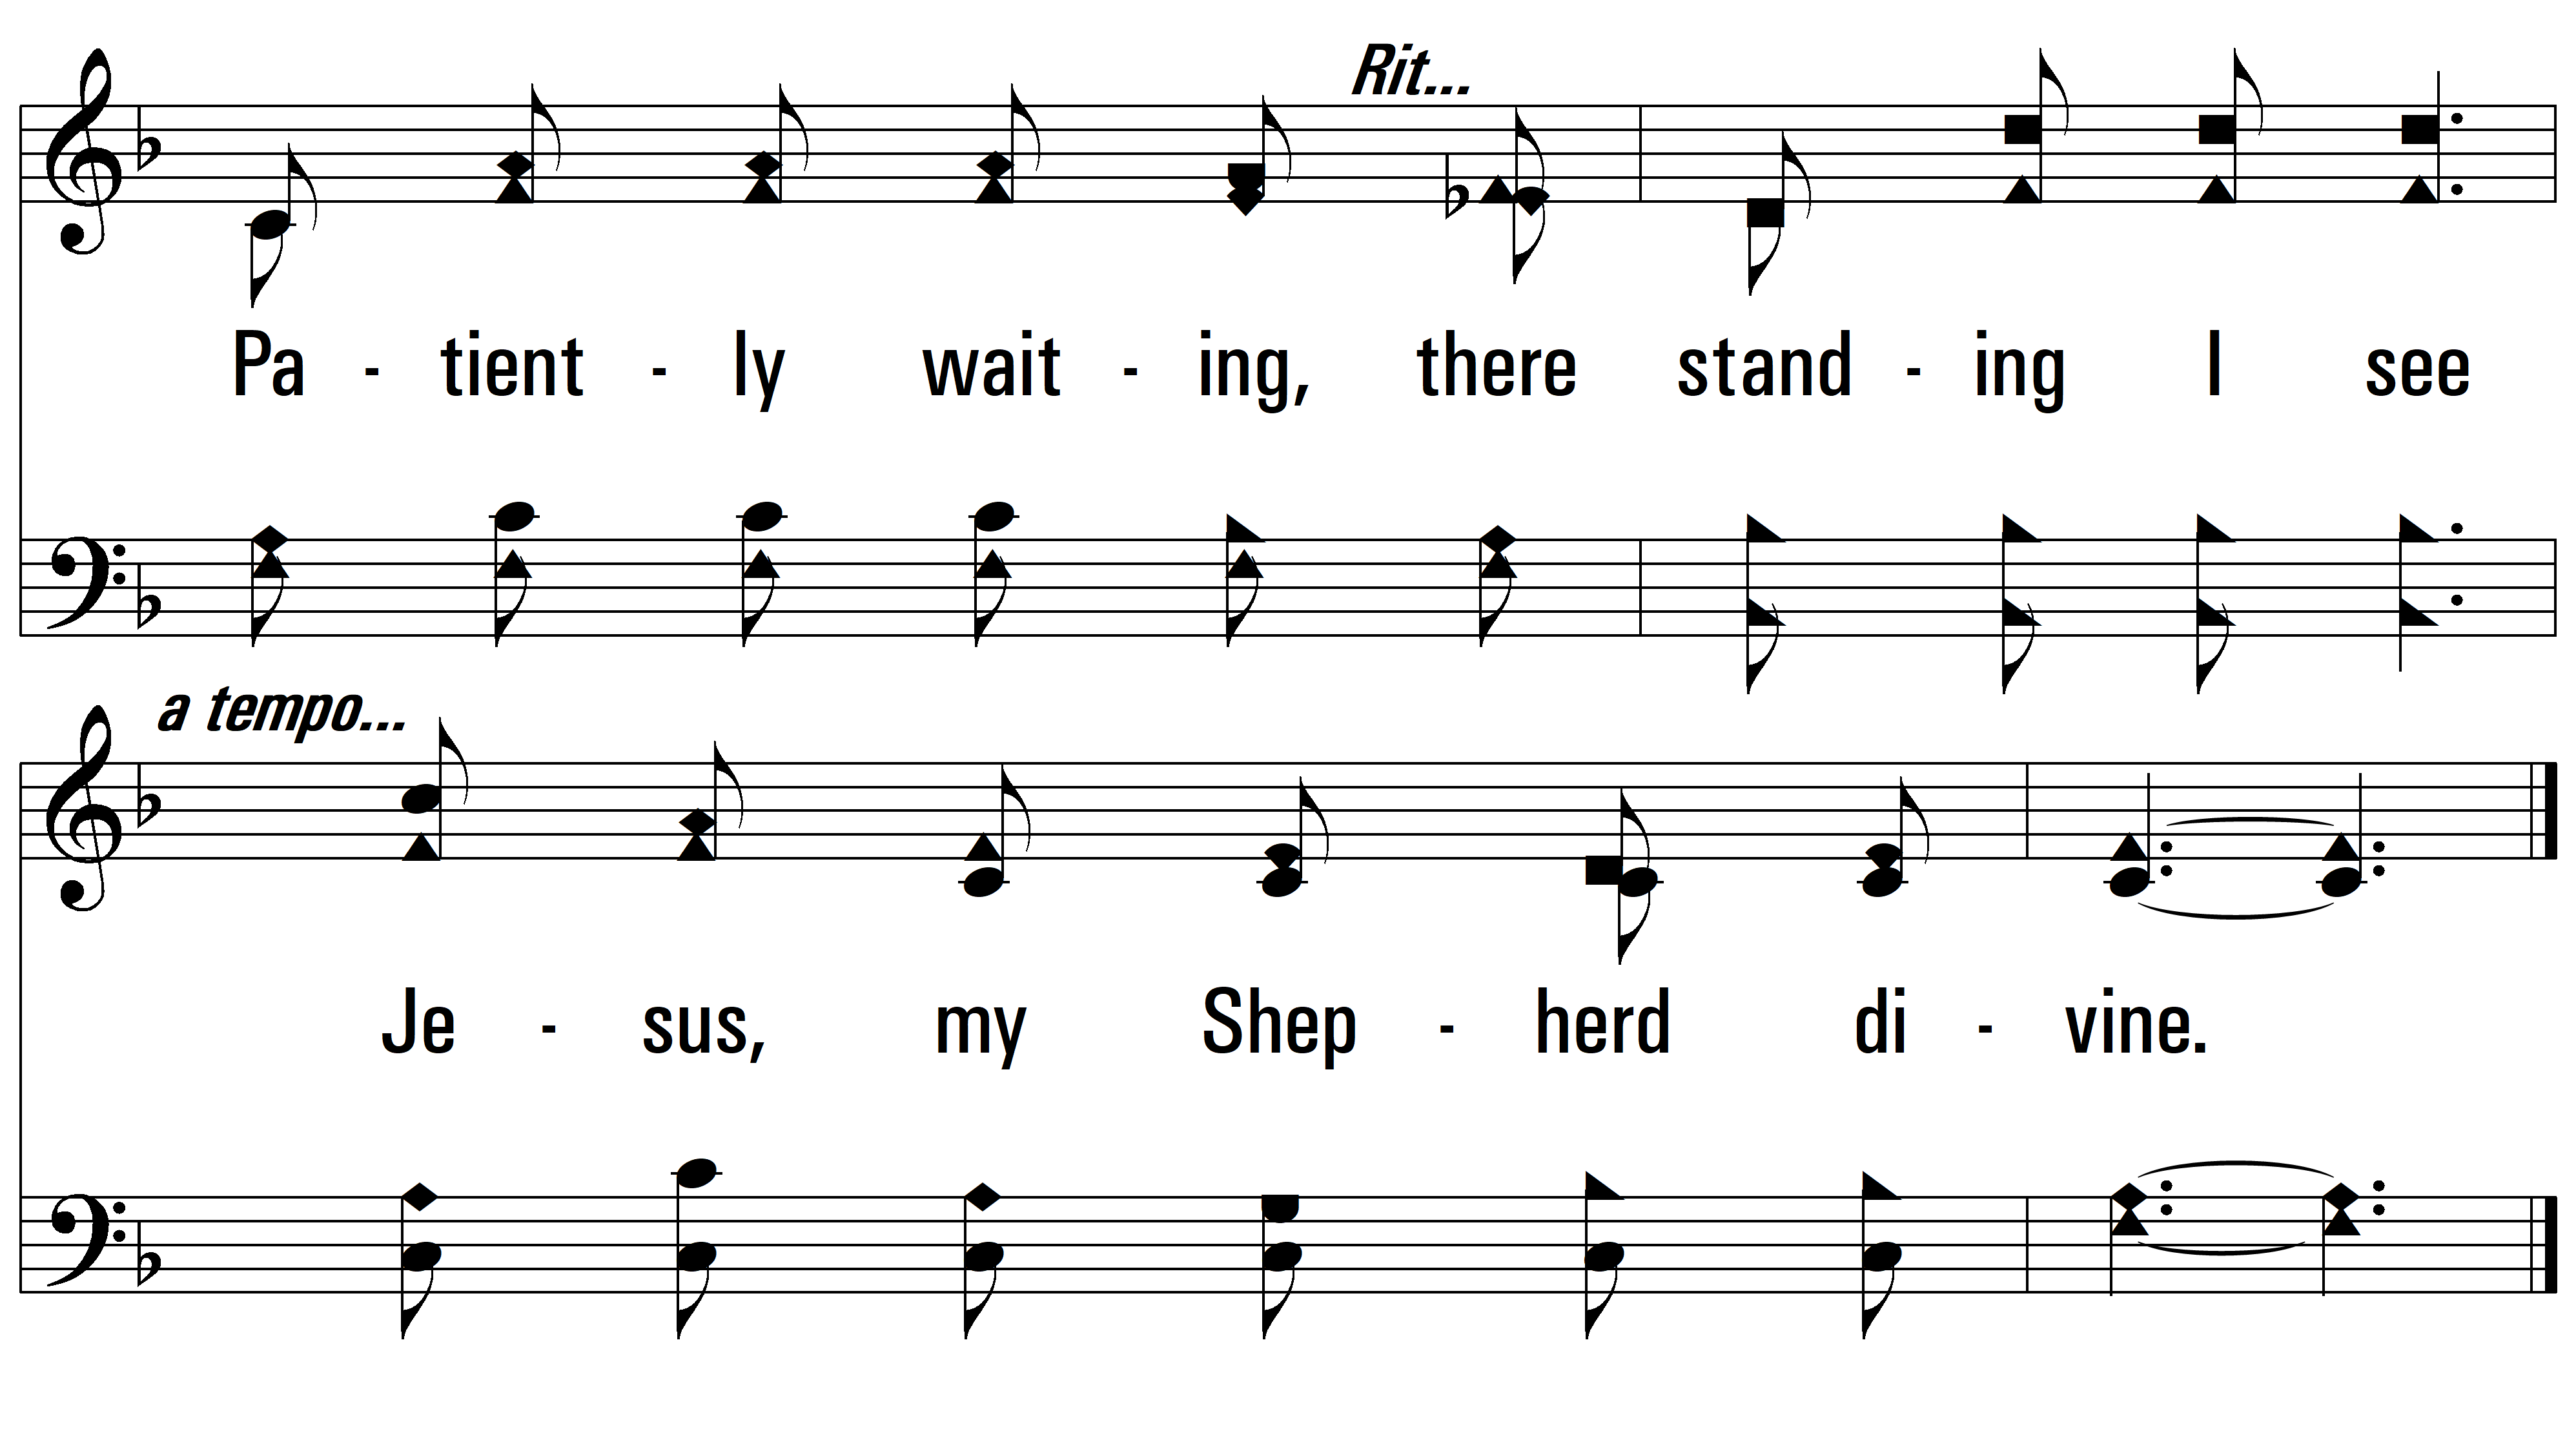 Rit...
Pa - tient - ly wait - ing, there stand - ing I see
a tempo...
Je - sus, my Shep - herd di - vine.